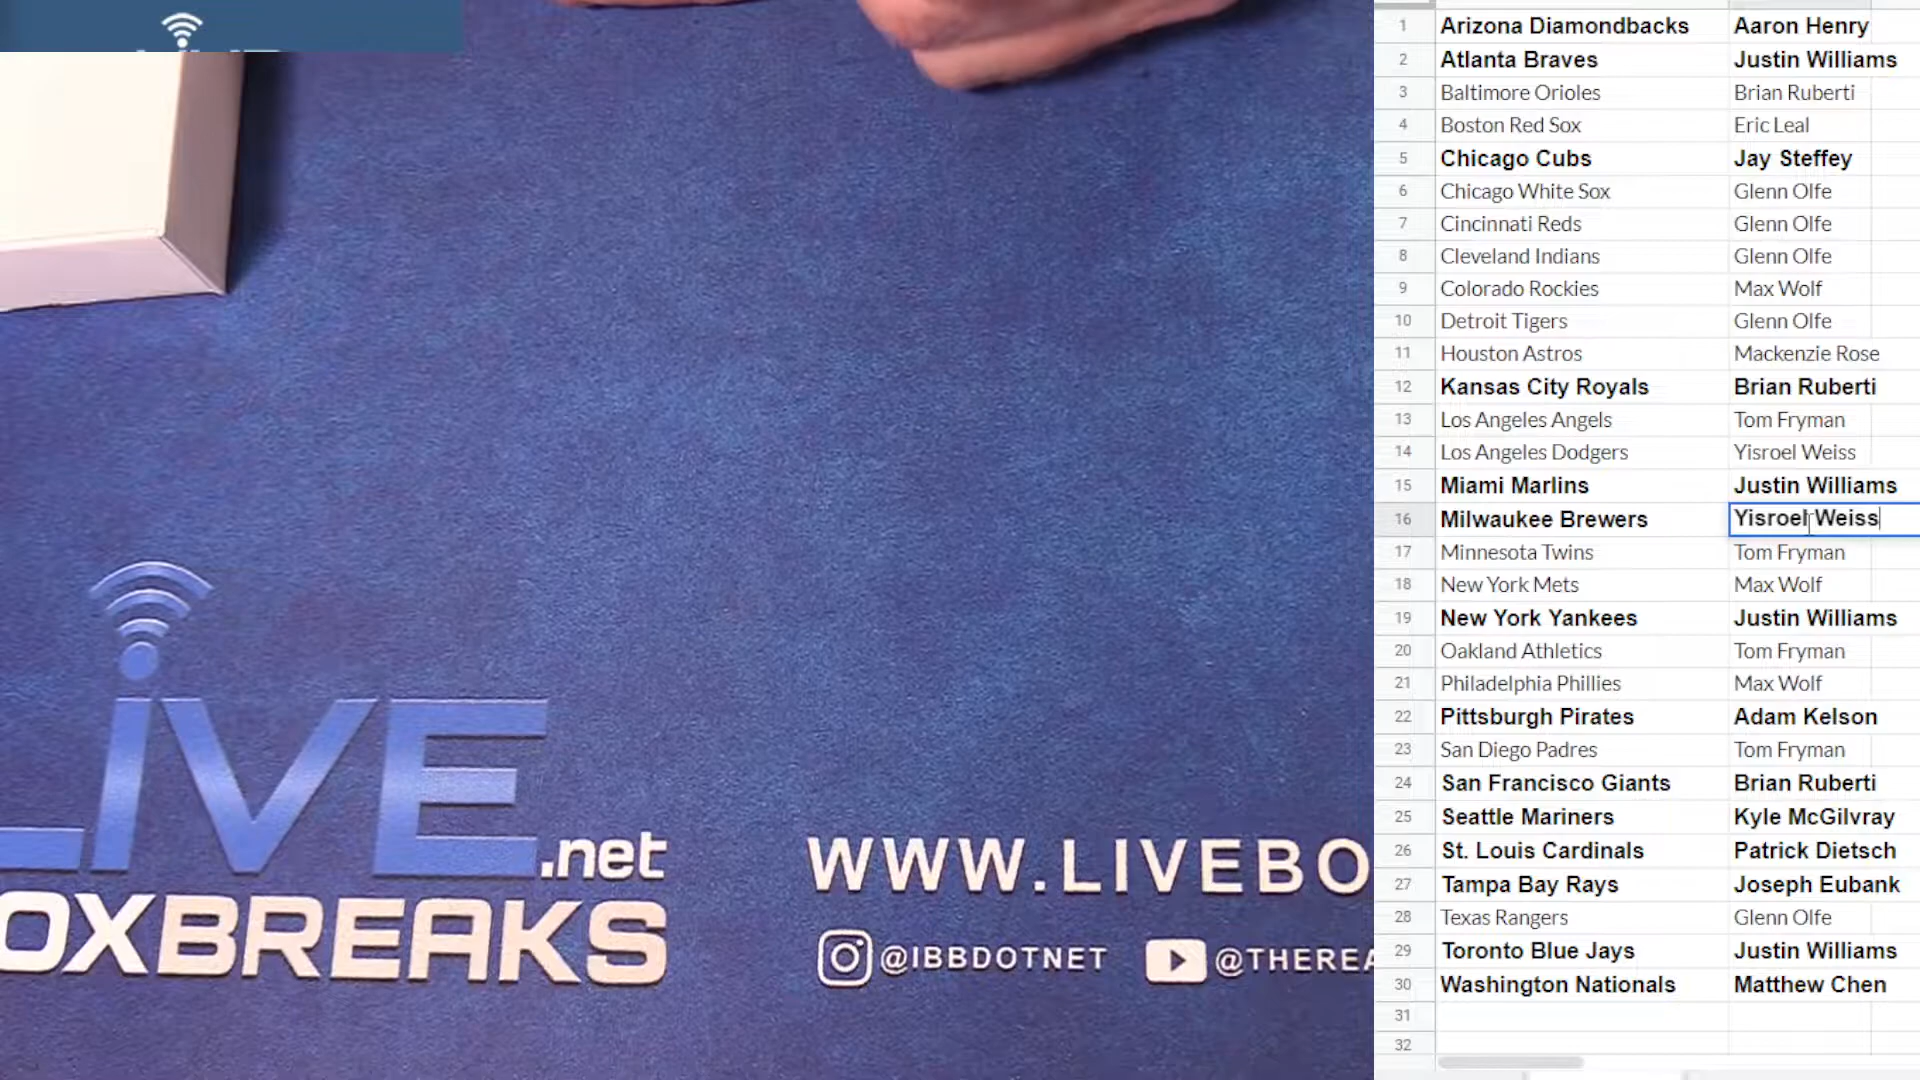 LIVE
.net
OXBREAKS
WWW.LIVEBO
@IBBDOTNET
@THEREA
1 Arizona Diamondbacks Aaron Henry
2 Atlanta Braves Justin Williams
3 Baltimore Orioles Brian Ruberti
4 Boston Red Sox Eric Leal
5 Chicago Cubs Jay Steffey
6 Chicago White Sox Glenn Olfe
7 Cincinnati Reds Glenn Olfe
8 Cleveland Indians Glenn Olfe
9 Colorado Rockies Max Wolf
10 Detroit Tigers Glenn Olfe
11 Houston Astros Mackenzie Rose
12 Kansas City Royals Brian Ruberti
13 Los Angeles Angels Tom Fryman
14 Los Angeles Dodgers Yisroel Weiss
15 Miami Marlins Justin Williams
16 Milwaukee Brewers Yisroel Weiss
17 Minnesota Twins Tom Fryman
18 New York Mets Max Wolf
19 New York Yankees Justin Williams
20 Oakland Athletics Tom Fryman
21 Philadelphia Phillies Max Wolf
22 Pittsburgh Pirates Adam Kelson
23 San Diego Padres Tom Fryman
24 San Francisco Giants Brian Ruberti
25 Seattle Mariners Kyle McGilvray
26 St. Louis Cardinals Patrick Dietsch
27 Tampa Bay Rays Joseph Eubank
28 Texas Rangers Glenn Olfe
29 Toronto Blue Jays Justin Williams
30 Washington Nationals Matthew Chen
31
32